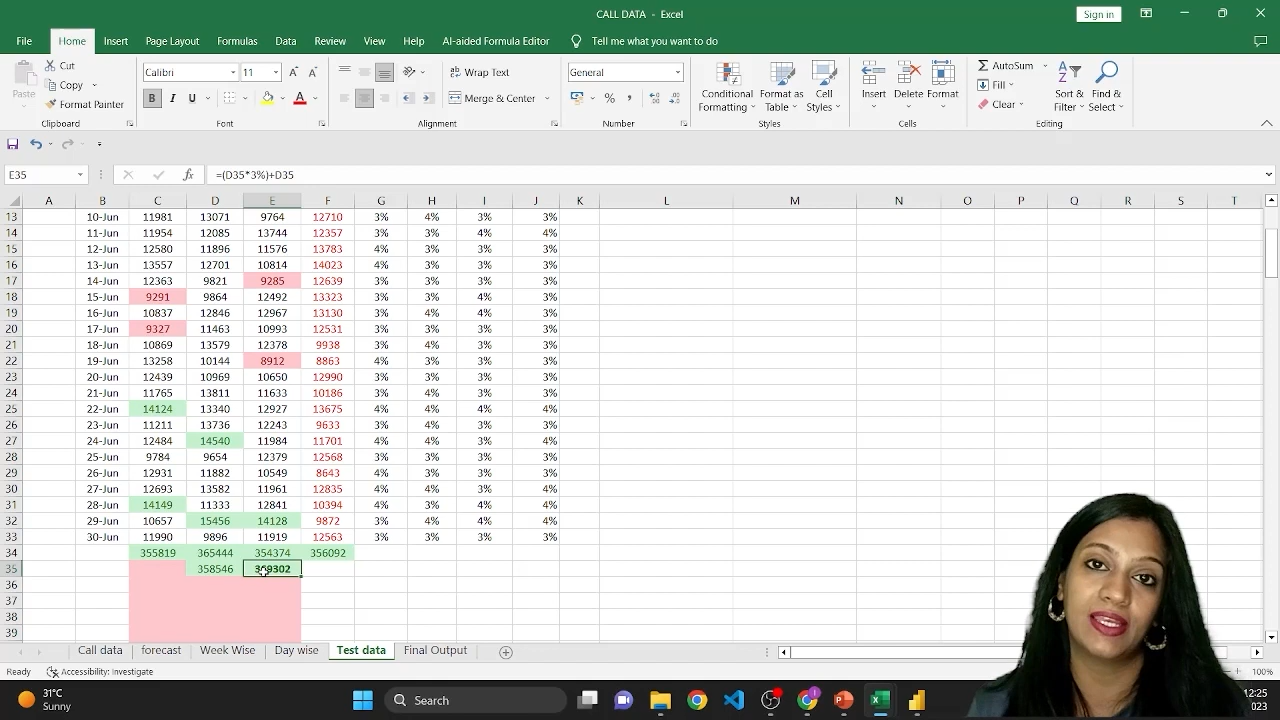 CALL DATA - Excel
Sign in
File Home Insert Page Layout Formulas Data Review View Help AI-aided Formula Editor Tell me what you want to do
Paste
Cut
Copy
Format Painter
Clipboard
Calibri 11
B I U A
Font
Wrap Text
Merge & Center
Alignment
General
% ,
Number
Conditional Formatting
Format as Table
Cell Styles
Styles
Insert Delete Format
Cells
AutoSum
Fill
Clear
Sort & Filter
Find & Select
Editing
E35 fx =(D35*3%)+D35
A B C D E F G H I J K L M N O P Q R S T
13 10-Jun 11981 13071 9764 12710 3% 4% 3% 3%
14 11-Jun 11954 12085 13744 12357 3% 3% 4% 4%
15 12-Jun 12580 11896 11576 13783 4% 3% 3% 3%
16 13-Jun 13557 12701 10814 14023 4% 3% 3% 3%
17 14-Jun 12363 9821 9285 12639 3% 3% 3% 3%
18 15-Jun 9291 9864 12492 13323 3% 3% 4% 3%
19 16-Jun 10837 12846 12967 13130 3% 4% 4% 3%
20 17-Jun 9327 11463 10993 12531 3% 3% 3% 3%
21 18-Jun 10869 13579 12378 9938 3% 4% 3% 3%
22 19-Jun 13258 10144 8912 8863 4% 3% 3% 3%
23 20-Jun 12439 10969 10650 12990 4% 3% 3% 3%
24 21-Jun 11765 13811 11633 10186 3% 4% 3% 3%
25 22-Jun 14124 13340 12927 13675 4% 4% 4% 3%
26 23-Jun 11211 13736 12243 9633 3% 4% 3% 3%
27 24-Jun 12484 14540 11984 11701 4% 4% 3% 4%
28 25-Jun 9784 9654 12379 12568 3% 3% 3% 3%
29 26-Jun 12931 11882 10549 8643 4% 3% 3% 3%
30 27-Jun 12693 13582 11961 12835 4% 4% 3% 4%
31 28-Jun 14149 11333 12841 10394 4% 3% 4% 4%
32 29-Jun 10657 15456 14128 9872 3% 4% 4% 4%
33 30-Jun 11990 9896 11919 12563 3% 3% 3% 3%
34 355819 365444 354374 356092
35 358546
36
37
38
39
Call data forecast Week Wise Day wise Test data Final Output
Ready Accessibility: Investigate 100%
31°C
Sunny
Search
12:25
023